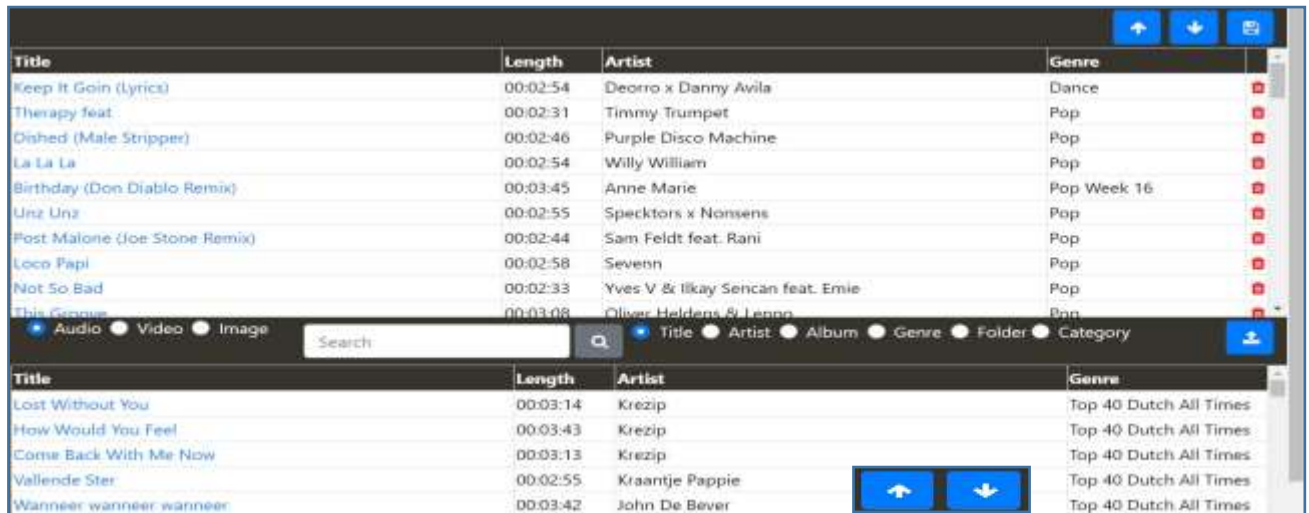 Title Length Artist Genre
Keep It Goin (Lyrics) 00:02:54 Deorro x Danny Avila Dance
Therapy feat 00:02:31 Timmy Trumpet Pop
Dished (Male Stripper) 00:02:46 Purple Disco Machine Pop
La La La 00:02:54 Willy William Pop
Birthday (Don Diablo Remix) 00:03:45 Anne Marie Pop Week 16
Unz Unz 00:02:55 Specktors x Nonsens Pop
Post Malone (Joe Stone Remix) 00:02:44 Sam Feldt feat. Rani Pop
Loco Papi 00:02:58 Sevenn Pop
Not So Bad 00:02:33 Yves V & Ilkay Sencan feat. Emie Pop
This Groove 00:03:08 Oliver Heldens & Lenno Pop
Audio Video Image Search Title Artist Album Genre Folder Category
Title Length Artist Genre
Lost Without You 00:03:14 Krezip Top 40 Dutch All Times
How Would You Feel 00:03:43 Krezip Top 40 Dutch All Times
Come Back With Me Now 00:03:13 Krezip Top 40 Dutch All Times
Vallende Ster 00:02:55 Kraantje Pappie Top 40 Dutch All Times
Wanneer wanneer wanneer 00:03:42 John De Bever Top 40 Dutch All Times